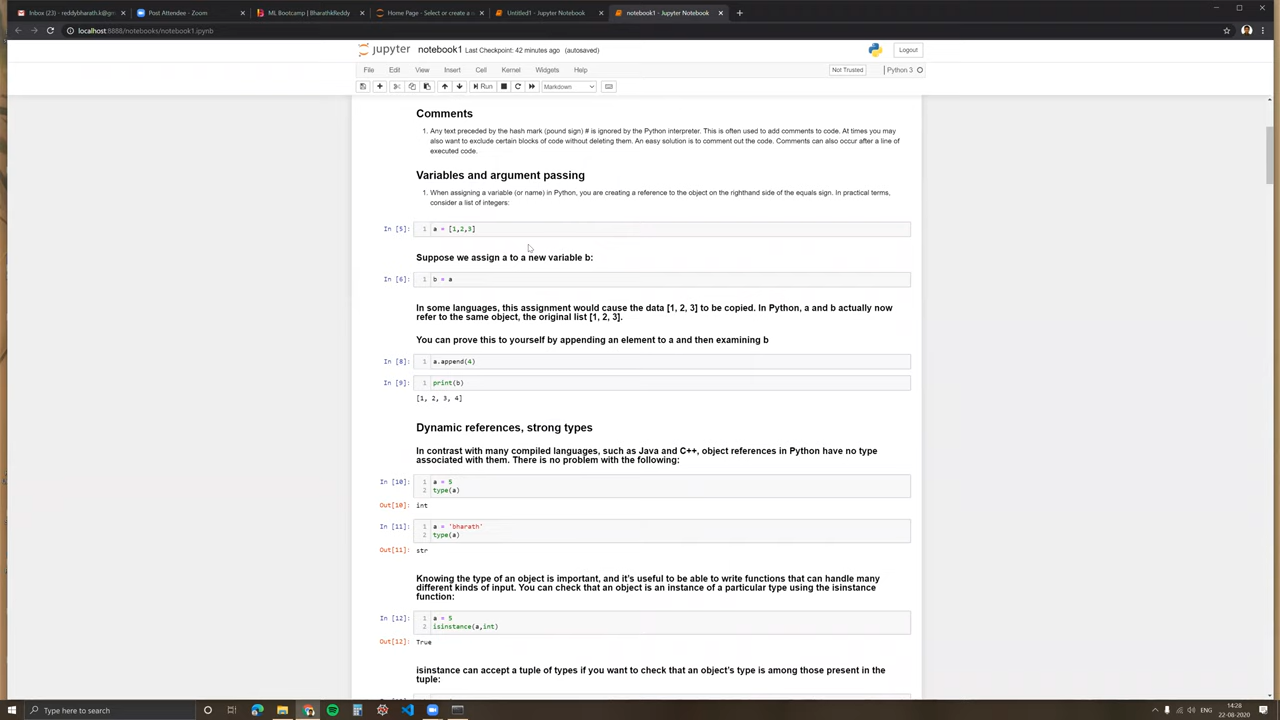 Inbox (6) - reddybharath.k@gm
Post Attendee - Zoom
ML Bootcamp | BharathkReddy
Home Page - Select or create a n
Untitled1 - Jupyter Notebook
notebook1 - Jupyter Notebook
localhost:8888/notebooks/notebook1.ipynb
jupyter notebook1 Last Checkpoint: 42 minutes ago (autosaved)
Logout
File Edit View Insert Cell Kernel Widgets Help
Not Trusted
Python 3
Run
Markdown
Comments
1. Any text preceded by the hash mark (pound sign) # is ignored by the Python interpreter. This is often used to add comments to code. At times you may
also want to exclude certain blocks of code without deleting them. An easy solution is to comment out the code. Comments can also occur after a line of
executed code.
Variables and argument passing
1. When assigning a variable (or name) in Python, you are creating a reference to the object on the righthand side of the equals sign. In practical terms,
consider a list of integers:
In [5]: 1 a = [1,2,3]
Suppose we assign a to a new variable b:
In [6]: 1 b = a
In some languages, this assignment would cause the data [1, 2, 3] to be copied. In Python, a and b actually now
refer to the same object, the original list [1, 2, 3].
You can prove this to yourself by appending an element to a and then examining b
In [8]: 1 a.append(4)
In [9]: 1 print(b)
[1, 2, 3, 4]
Dynamic references, strong types
In contrast with many compiled languages, such as Java and C++, object references in Python have no type
associated with them. There is no problem with the following:
In [10]: 1 a = 5
2 type(a)
Out[10]: int
In [11]: 1 a = 'bharath'
2 type(a)
Out[11]: str
Knowing the type of an object is important, and it's useful to be able to write functions that can handle many
different kinds of input. You can check that an object is an instance of a particular type using the isinstance
function:
In [12]: 1 a = 5
2 isinstance(a,int)
Out[12]: True
isinstance can accept a tuple of types if you want to check that an object's type is among those present in the
tuple:
Type here to search
ENG
14:28
22-08-2020